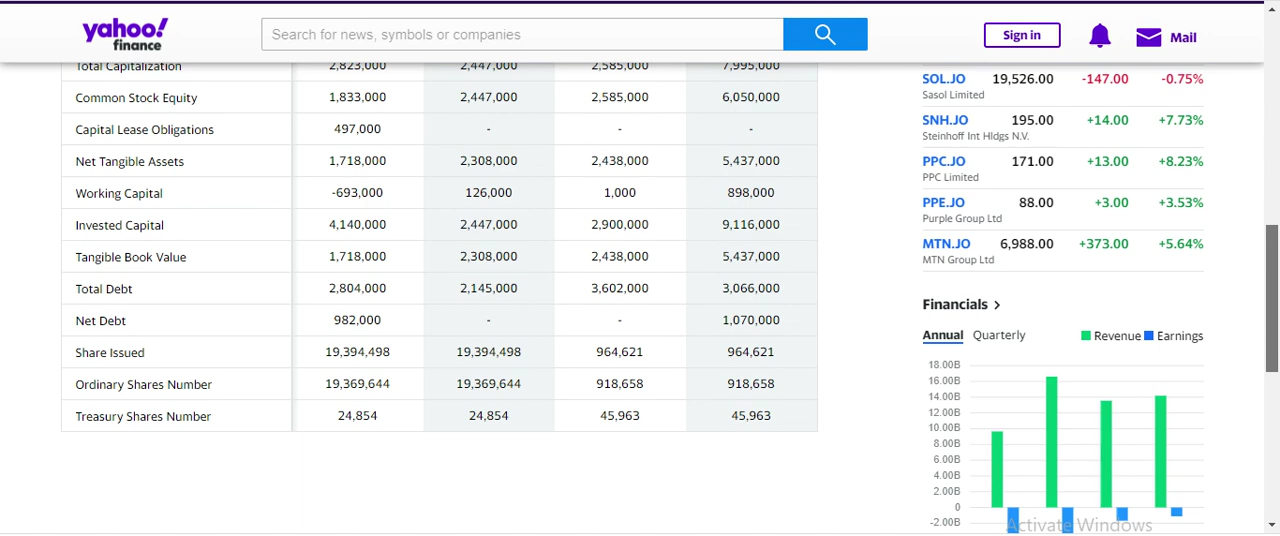 yahoo!
finance
Search for news, symbols or companies
Sign in
Mail
Total Capitalization 2,823,000 2,447,000 2,585,000 7,995,000
Common Stock Equity 1,833,000 2,447,000 2,585,000 6,050,000
Capital Lease Obligations 497,000 - - -
Net Tangible Assets 1,718,000 2,308,000 2,438,000 5,437,000
Working Capital -693,000 126,000 1,000 898,000
Invested Capital 4,140,000 2,447,000 2,900,000 9,116,000
Tangible Book Value 1,718,000 2,308,000 2,438,000 5,437,000
Total Debt 2,804,000 2,145,000 3,602,000 3,066,000
Net Debt 982,000 - - 1,070,000
Share Issued 19,394,498 19,394,498 964,621 964,621
Ordinary Shares Number 19,369,644 19,369,644 918,658 918,658
Treasury Shares Number 24,854 24,854 45,963 45,963
SOL.JO 19,526.00 -147.00 -0.75%
Sasol Limited
SNH.JO 195.00 +14.00 +7.73%
Steinhoff Int Hldgs N.V.
PPC.JO 171.00 +13.00 +8.23%
PPC Limited
PPE.JO 88.00 +3.00 +3.53%
Purple Group Ltd
MTN.JO 6,988.00 +373.00 +5.64%
MTN Group Ltd
Financials >
Annual Quarterly Revenue Earnings
18.00B
16.00B
14.00B
12.00B
10.00B
8.00B
6.00B
4.00B
2.00B
0
-2.00B
Activate Windows